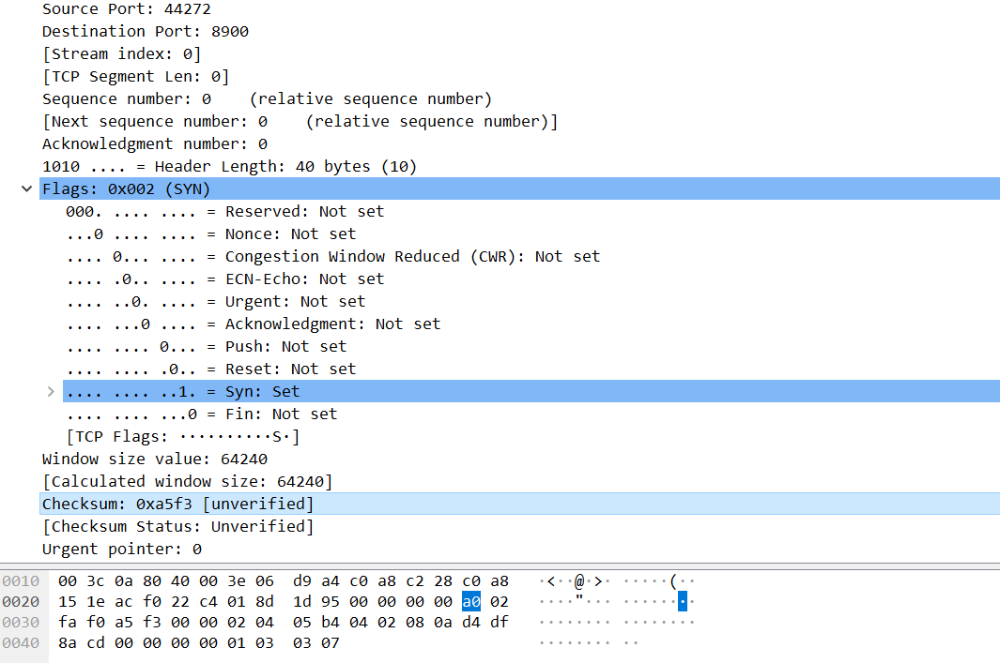 Source Port: 44272
Destination Port: 8900
[Stream index: 0]
[TCP Segment Len: 0]
Sequence number: 0    (relative sequence number)
[Next sequence number: 0    (relative sequence number)]
Acknowledgment number: 0
1010 .... = Header Length: 40 bytes (10)
Flags: 0x002 (SYN)
000. .... .... = Reserved: Not set
...0 .... .... = Nonce: Not set
.... 0... .... = Congestion Window Reduced (CWR): Not set
.... .0.. .... = ECN-Echo: Not set
.... ..0. .... = Urgent: Not set
.... ...0 .... = Acknowledgment: Not set
.... .... 0... = Push: Not set
.... .... .0.. = Reset: Not set
.... .... ..1. = Syn: Set
.... .... ...0 = Fin: Not set
[TCP Flags: ··········S·]
Window size value: 64240
[Calculated window size: 64240]
Checksum: 0xa5f3 [unverified]
[Checksum Status: Unverified]
Urgent pointer: 0
0010  00 3c 0a 80 40 00 3e 06  d9 a4 c0 a8 c2 28 c0 a8  ·<··@·>· ·····(··
0020  15 1e ac f0 22 c4 01 8d  1d 95 00 00 00 00 a0 02  ····"··· ········
0030  fa f0 a5 f3 00 00 02 04  05 b4 04 02 08 0a d4 df  ········ ········
0040  8a cd 00 00 00 00 01 03  03 07  ········ ··